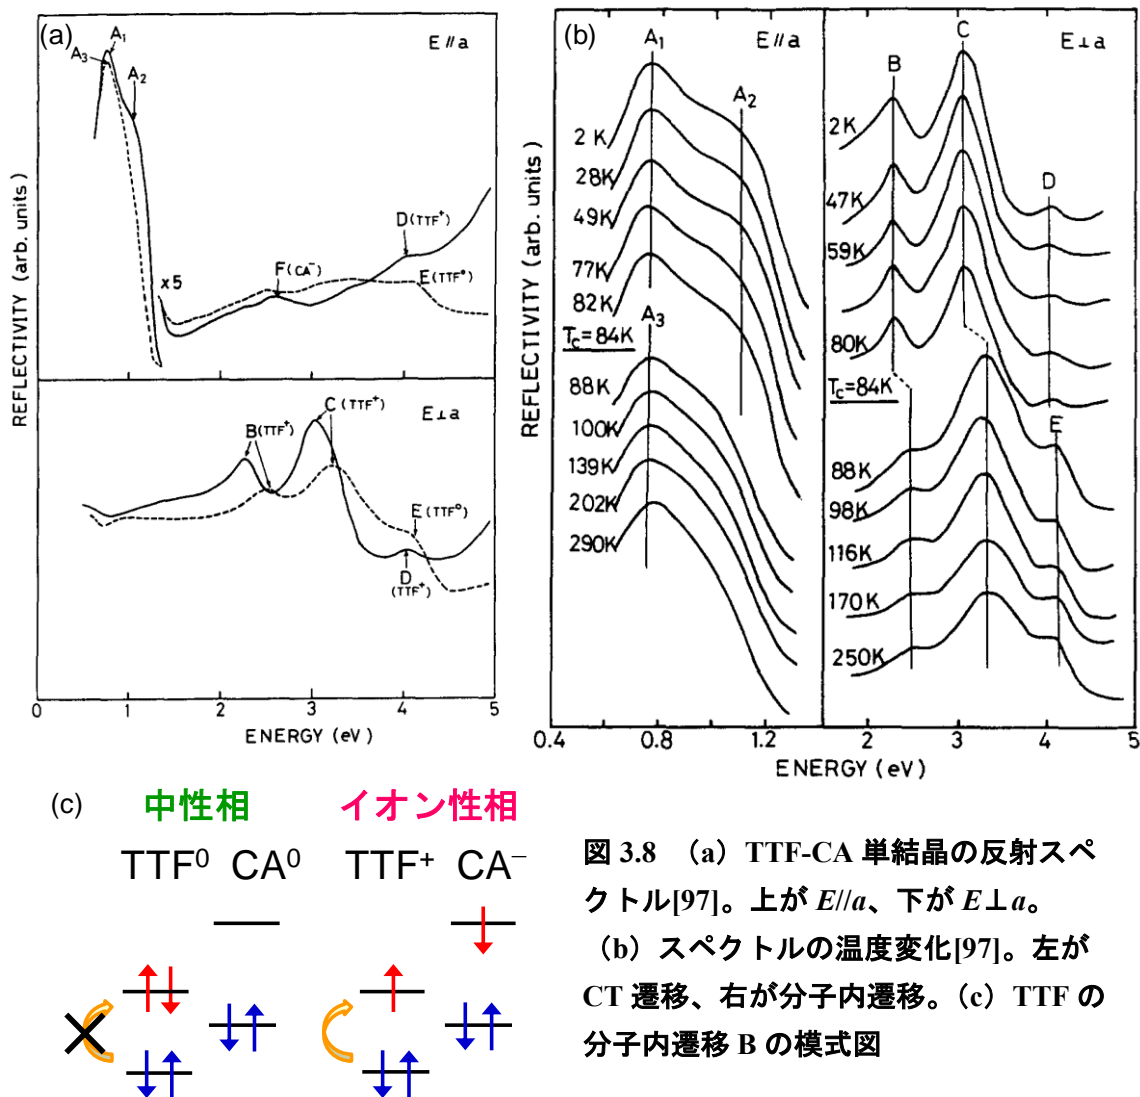 (a)
E // a
A₁
A₃
A₂
x5
F(CA⁻)
D(TTF⁺)
E(TTF⁰)
E⊥a
B(TTF⁺)
C(TTF⁺)
E(TTF⁰)
D
(TTF⁺)
REFLECTIVITY (arb. units)
0 1 2 3 4 5
ENERGY (eV)
(b)
A₁
E // a
A₂
2 K
28K
49K
77K
82K
A₃
Tc=84K
88K
100K
139K
202K
290K
REFLECTIVITY (arb. units)
0.4 0.8 1.2
C
E⊥a
B
2K
47K
D
59K
80K
Tc=84K
E
88K
98K
116K
170K
250K
2 3 4 5
ENERGY (eV)
(c) 中性相 イオン性相
TTF⁰ CA⁰ TTF⁺ CA⁻
図 3.8 (a)TTF-CA 単結晶の反射スペ
クトル[97]。上が E//a、下が E⊥a。
(b)スペクトルの温度変化[97]。左が
CT 遷移、右が分子内遷移。(c)TTF の
分子内遷移 B の模式図